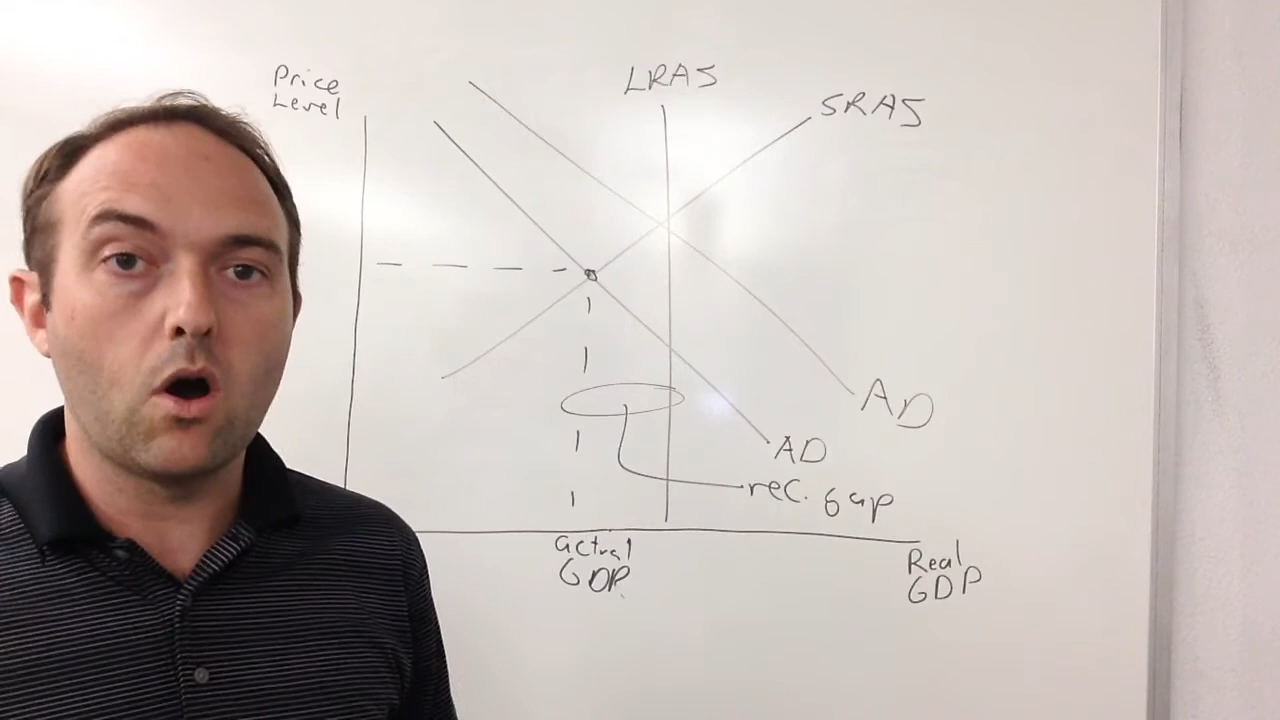 Price
Level
LRAS
SRAS
AD
AD
rec. gap
actual
GDP
Real
GDP